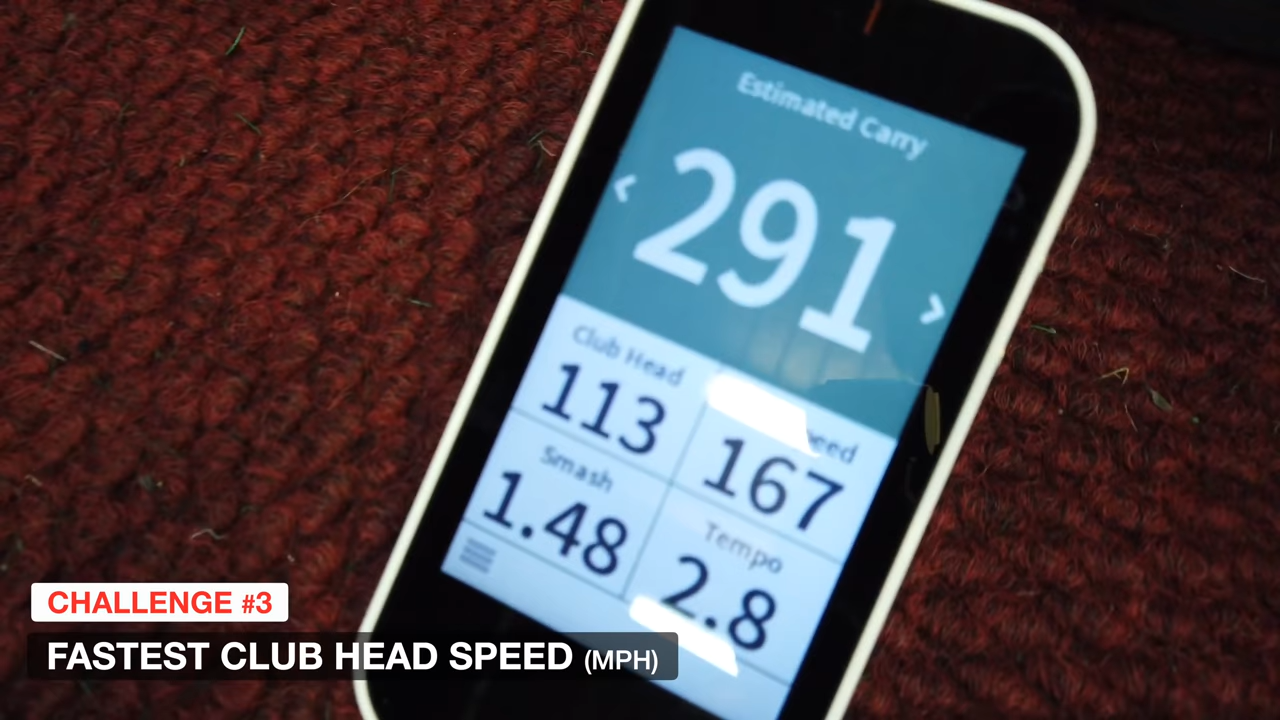 Estimated Carry
‹ 291 ›
Club Head
113
167
Smash
1.48
Tempo
2.8
CHALLENGE #3
FASTEST CLUB HEAD SPEED (MPH)